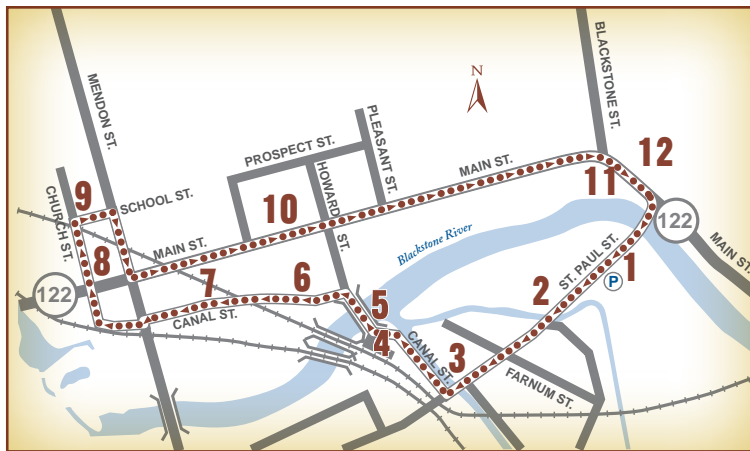 N
BLACKSTONE ST.
MENDON ST.
PLEASANT ST.
PROSPECT ST.
MAIN ST.
12
11
9
SCHOOL ST.
CHURCH ST.
10
HOWARD ST.
122
MAIN ST.
Blackstone River
MAIN ST.
8
ST. PAUL ST.
1
P
7
6
122
5
2
CANAL ST.
4
CANAL ST.
3
FARNUM ST.